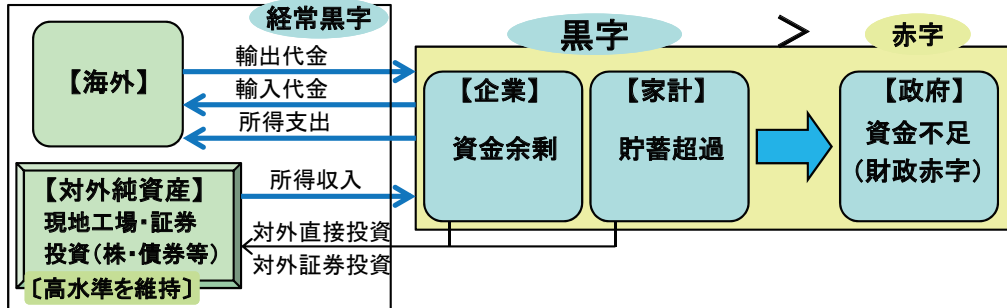 経常黒字
【海外】
輸出代金
輸入代金
所得支出
【対外純資産】
現地工場・証券
投資(株・債券等)
〔高水準を維持〕
所得収入
対外直接投資
対外証券投資
黒字
>
赤字
【企業】
資金余剰
【家計】
貯蓄超過
【政府】
資金不足
(財政赤字)